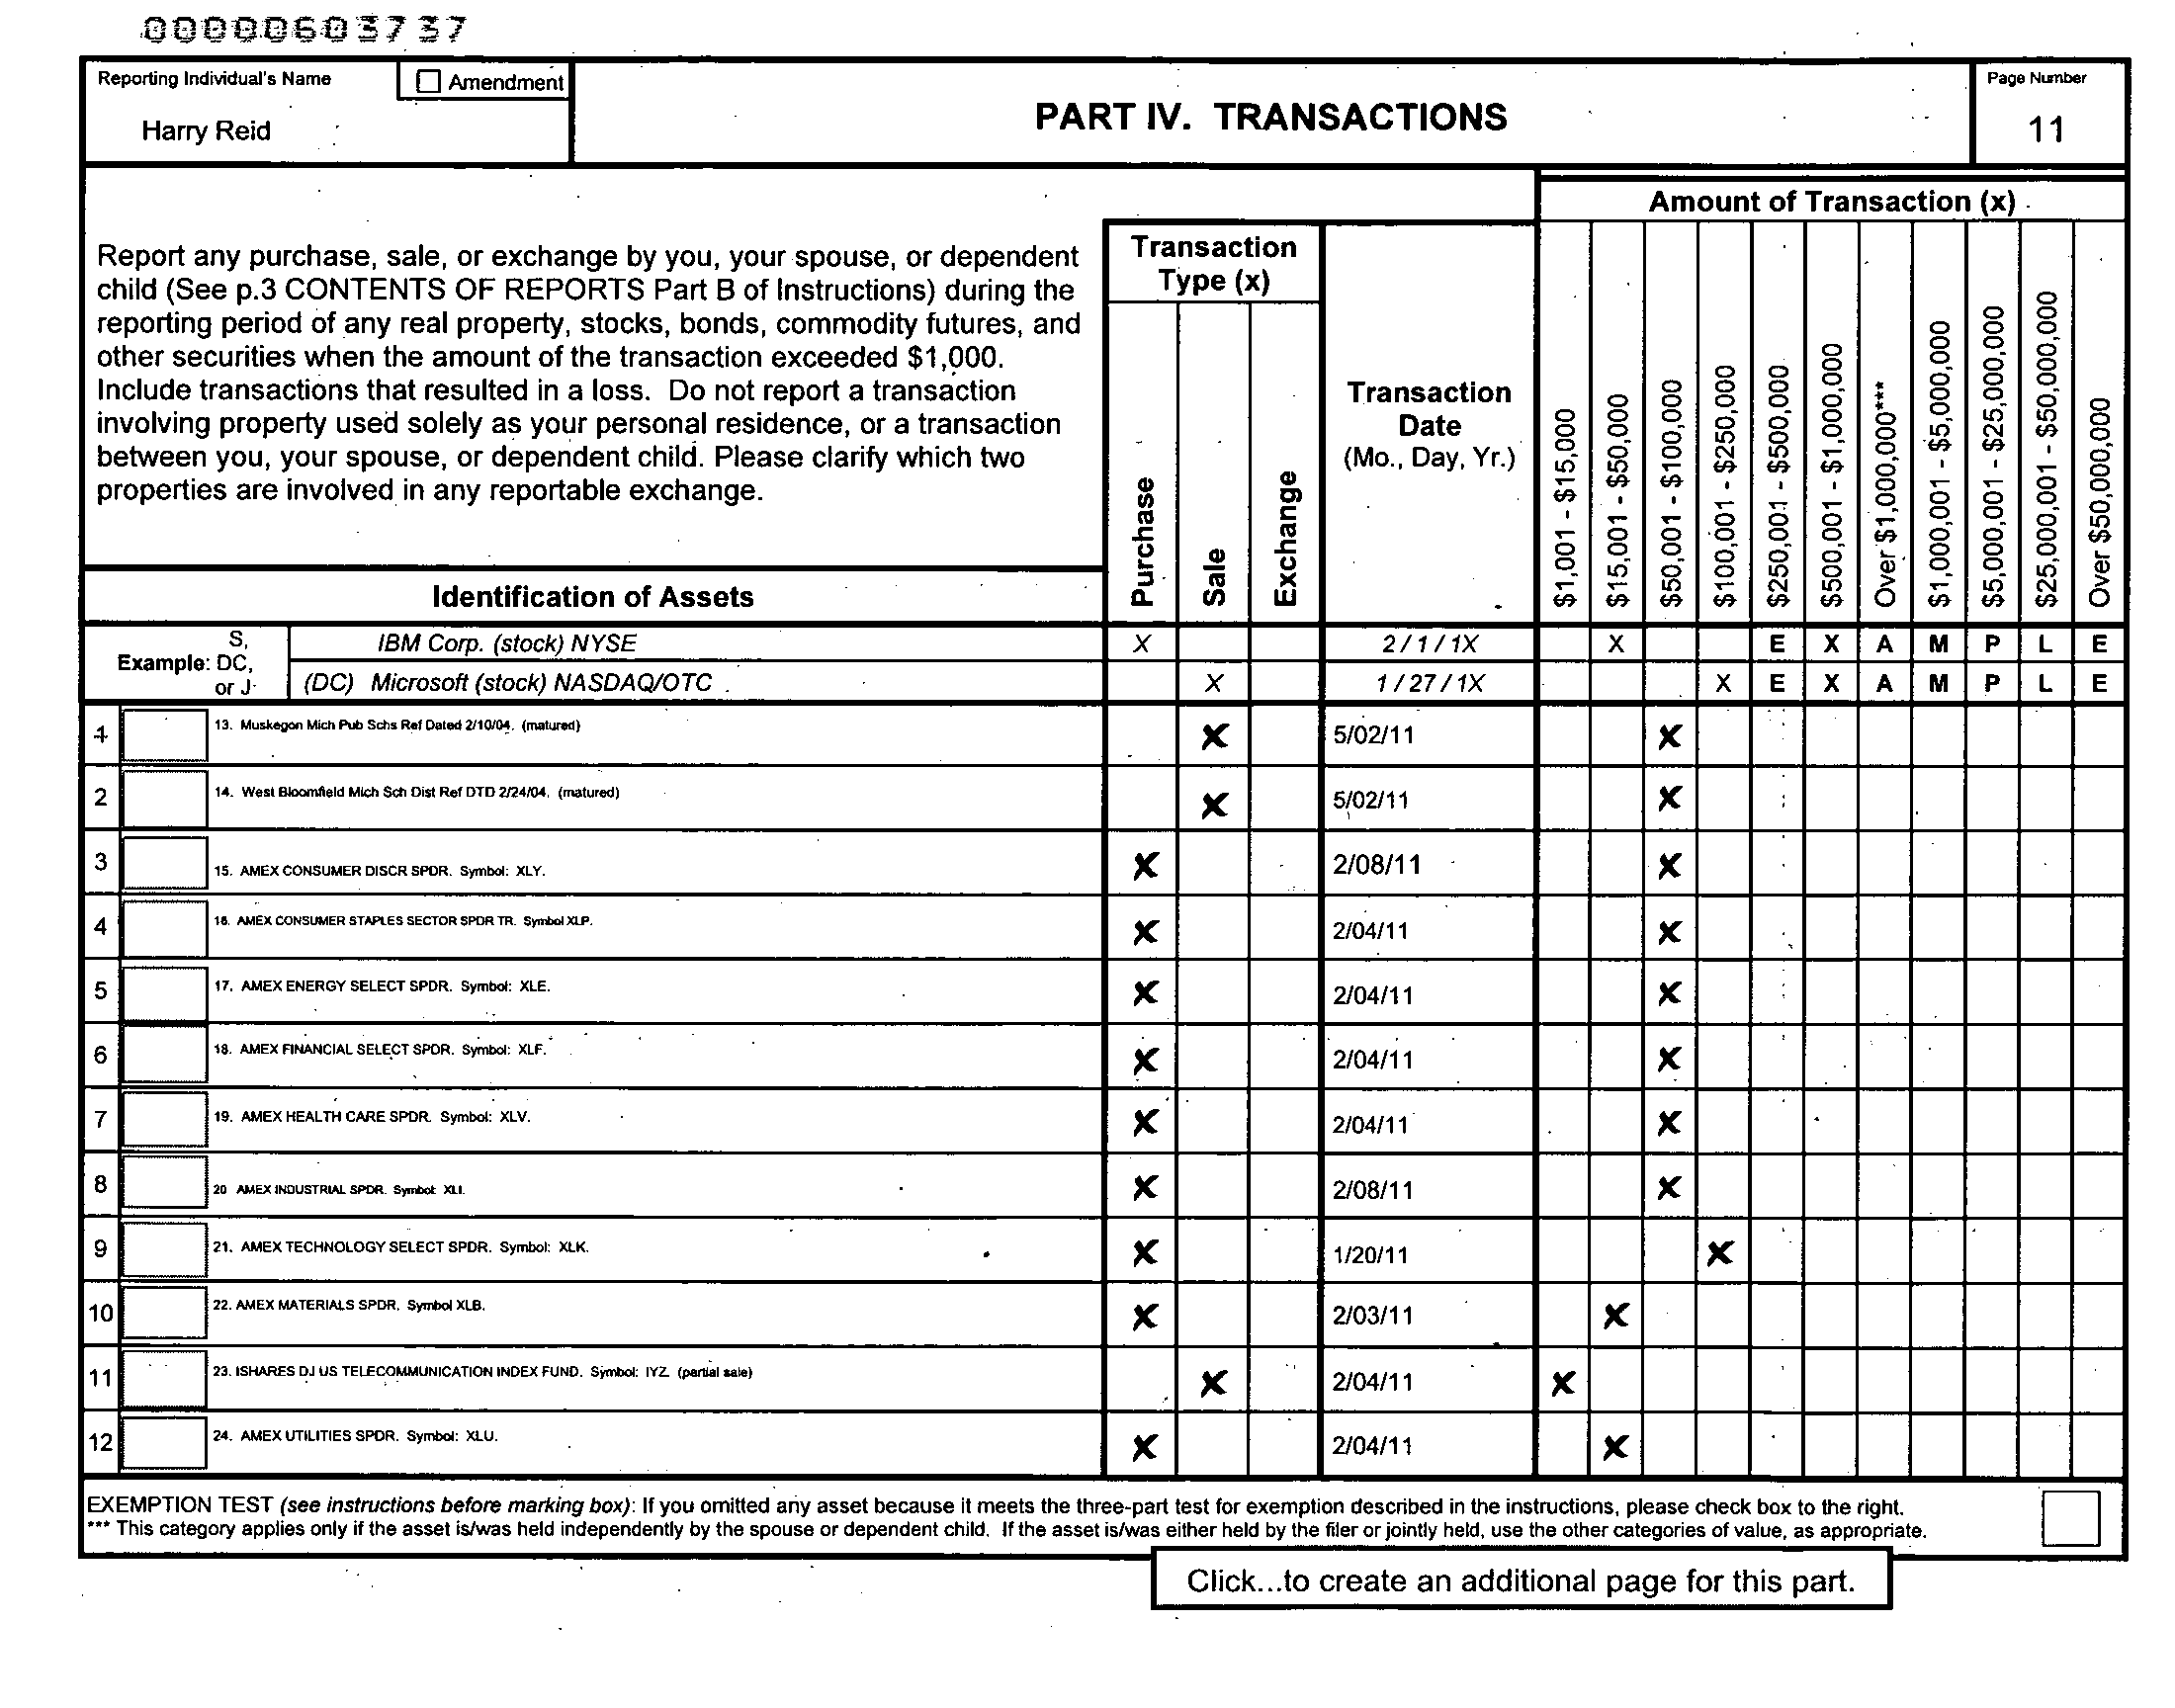 000000603737
Reporting Individual's Name
Amendment
Harry Reid
PART IV. TRANSACTIONS
Page Number
11
Amount of Transaction (x)
Report any purchase, sale, or exchange by you, your spouse, or dependent
child (See p.3 CONTENTS OF REPORTS Part B of Instructions) during the
reporting period of any real property, stocks, bonds, commodity futures, and
other securities when the amount of the transaction exceeded $1,000.
Include transactions that resulted in a loss. Do not report a transaction
involving property used solely as your personal residence, or a transaction
between you, your spouse, or dependent child. Please clarify which two
properties are involved in any reportable exchange.
Transaction
Type (x)
Purchase
Sale
Exchange
Transaction
Date
(Mo., Day, Yr.)
$1,001 - $15,000
$15,001 - $50,000
$50,001 - $100,000
$100,001 - $250,000
$250,001 - $500,000
$500,001 - $1,000,000
Over $1,000,000***
$1,000,001 - $5,000,000
$5,000,001 - $25,000,000
$25,000,001 - $50,000,000
Over $50,000,000
Identification of Assets
Example: S, DC, or J
IBM Corp. (stock) NYSE X 2 / 1 / 1X X E X A M P L E
(DC) Microsoft (stock) NASDAQ/OTC X 1 / 27 / 1X X E X A M P L E
1 13. Muskegon Mich Pub Schs Ref Dated 2/10/04. (matured) X 5/02/11 X
2 14. West Bloomfield Mich Sch Dist Ref DTD 2/24/04. (matured) X 5/02/11 X
3 15. AMEX CONSUMER DISCR SPDR. Symbol: XLY. X 2/08/11 X
4 16. AMEX CONSUMER STAPLES SECTOR SPDR TR. Symbol XLP. X 2/04/11 X
5 17. AMEX ENERGY SELECT SPDR. Symbol: XLE. X 2/04/11 X
6 18. AMEX FINANCIAL SELECT SPDR. Symbol: XLF. X 2/04/11 X
7 19. AMEX HEALTH CARE SPDR. Symbol: XLV. X 2/04/11 X
8 20 AMEX INDUSTRIAL SPDR. Symbol: XLI. X 2/08/11 X
9 21. AMEX TECHNOLOGY SELECT SPDR. Symbol: XLK. X 1/20/11 X
10 22. AMEX MATERIALS SPDR. Symbol XLB. X 2/03/11 X
11 23. ISHARES DJ US TELECOMMUNICATION INDEX FUND. Symbol: IYZ. (partial sale) X 2/04/11 X
12 24. AMEX UTILITIES SPDR. Symbol: XLU. X 2/04/11 X
EXEMPTION TEST (see instructions before marking box): If you omitted any asset because it meets the three-part test for exemption described in the instructions, please check box to the right.
*** This category applies only if the asset is/was held independently by the spouse or dependent child. If the asset is/was either held by the filer or jointly held, use the other categories of value, as appropriate.
Click...to create an additional page for this part.